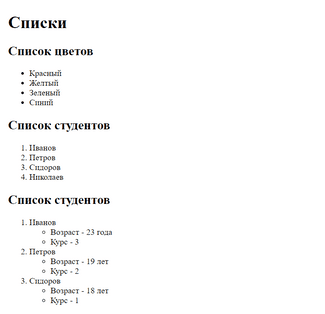 Списки
Список цветов
Красный
Желтый
Зеленый
Синий
Список студентов
1. Иванов
2. Петров
3. Сидоров
4. Николаев
Список студентов
1. Иванов
Возраст - 23 года
Курс - 3
2. Петров
Возраст - 19 лет
Курс - 2
3. Сидоров
Возраст - 18 лет
Курс - 1